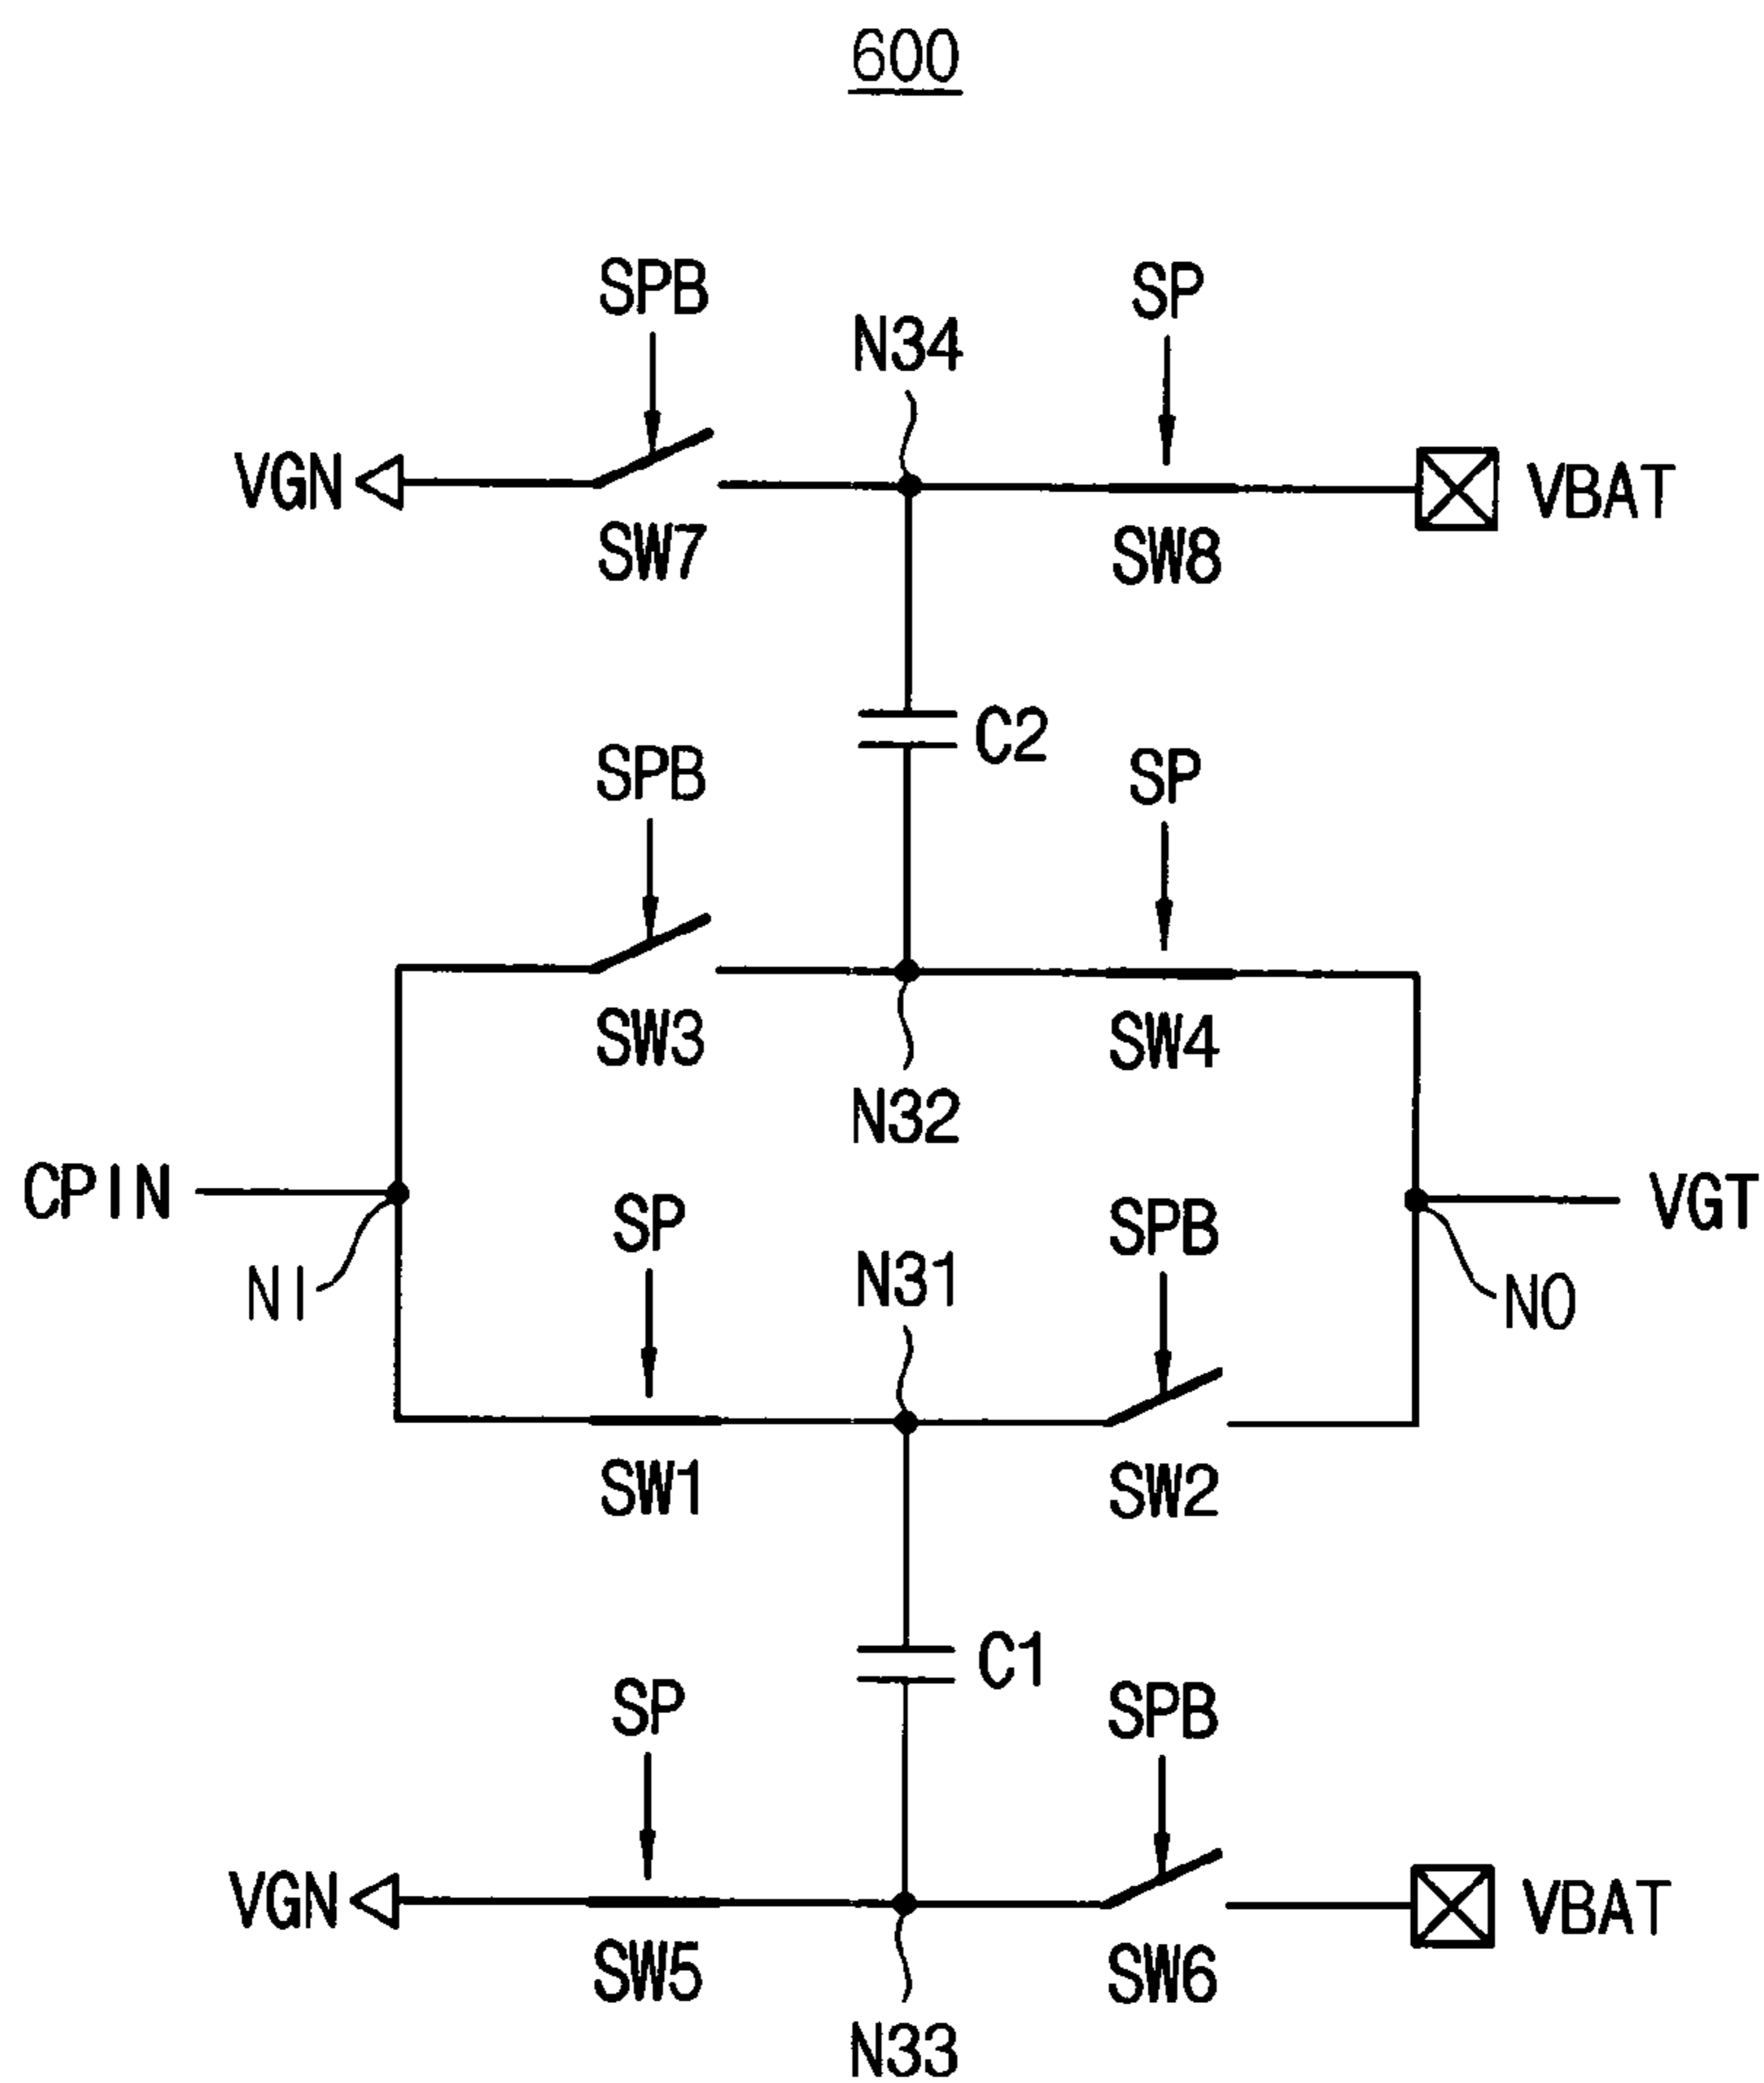 600
SPB
SP
N34
VGN
VBAT
SW7
SW8
C2
SPB
SP
SW3
SW4
N32
CPIN
SP
SPB
VGT
N31
NI
NO
SW1
SW2
C1
SP
SPB
VGN
VBAT
SW5
SW6
N33